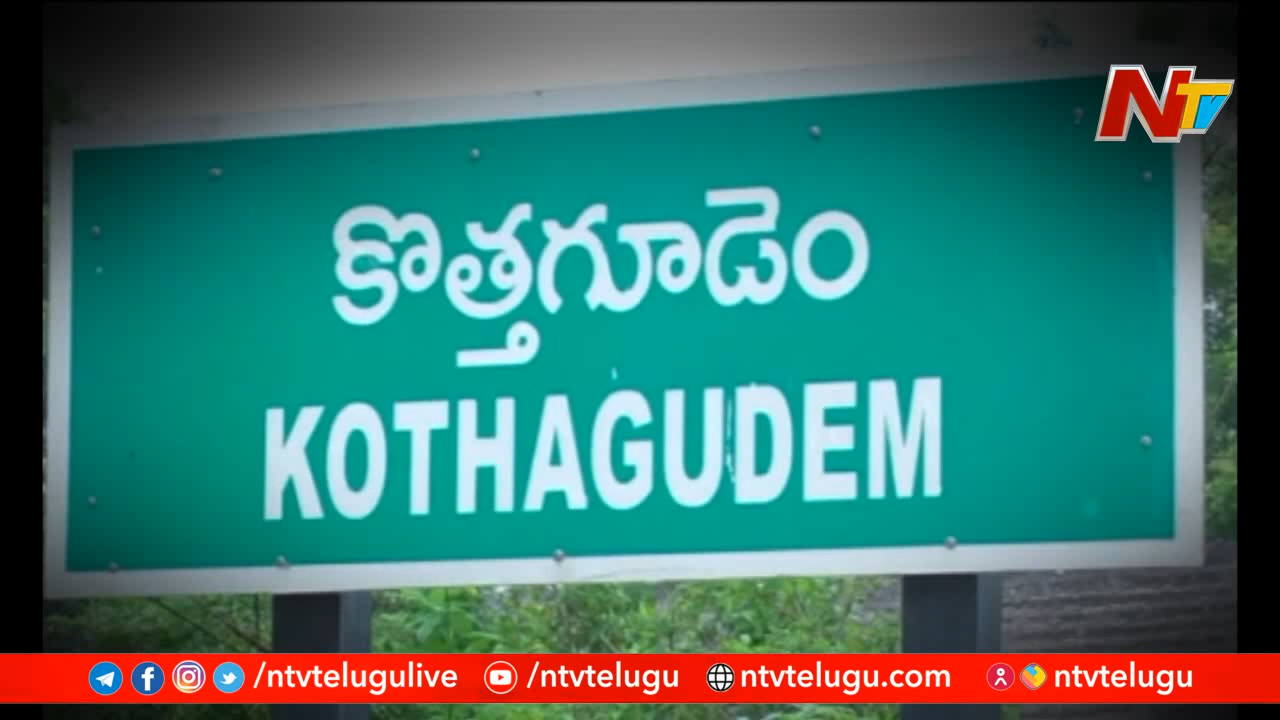 NTV
కొత్తగూడెం
KOTHAGUDEM
/ntvtelugulive /ntvtelugu ntvtelugu.com ntvtelugu